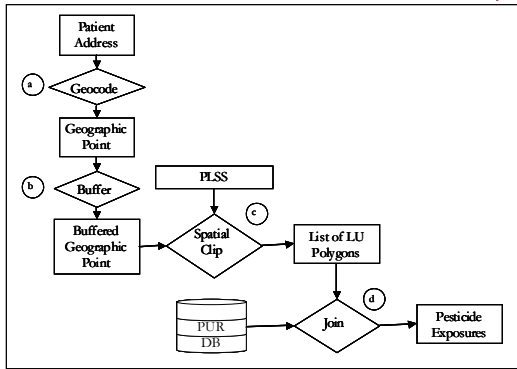 Patient
Address
a
Geocode
Geographic
Point
b
Buffer
PLSS
c
Buffered
Geographic
Point
Spatial
Clip
List of LU
Polygons
d
PUR
DB
Join
Pesticide
Exposures